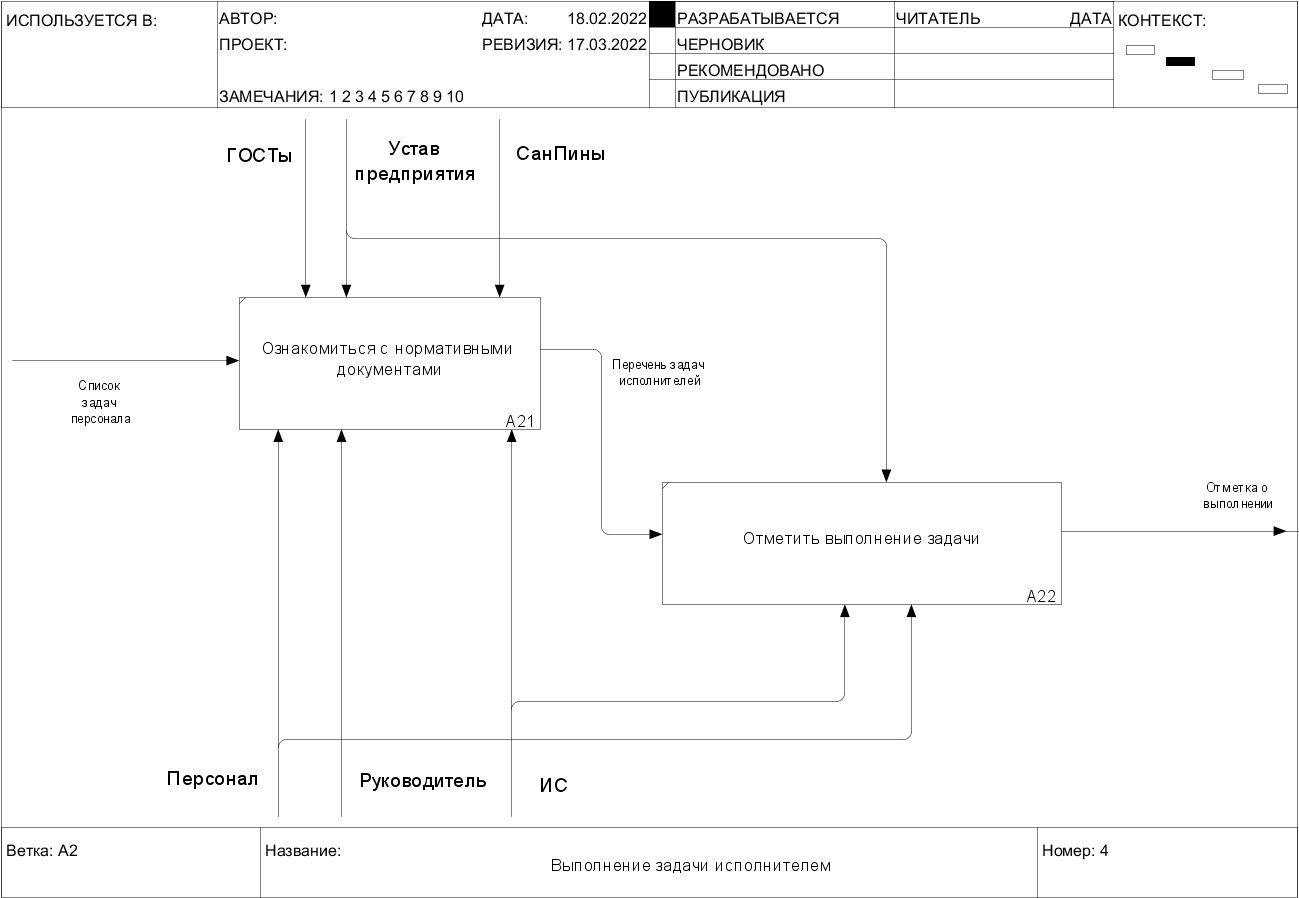 ИСПОЛЬЗУЕТСЯ В:
АВТОР:
ДАТА: 18.02.2022
ПРОЕКТ:
РЕВИЗИЯ: 17.03.2022
ЗАМЕЧАНИЯ: 1 2 3 4 5 6 7 8 9 10
РАЗРАБАТЫВАЕТСЯ
ЧЕРНОВИК
РЕКОМЕНДОВАНО
ПУБЛИКАЦИЯ
ЧИТАТЕЛЬ
ДАТА
КОНТЕКСТ:
ГОСТы
Устав
предприятия
СанПины
Ознакомиться с нормативными
документами
A21
Список
задач
персонала
Перечень задач
исполнителей
Отметить выполнение задачи
A22
Отметка о
выполнении
Персонал
Руководитель
ИС
Ветка: A2
Название:
Выполнение задачи исполнителем
Номер: 4